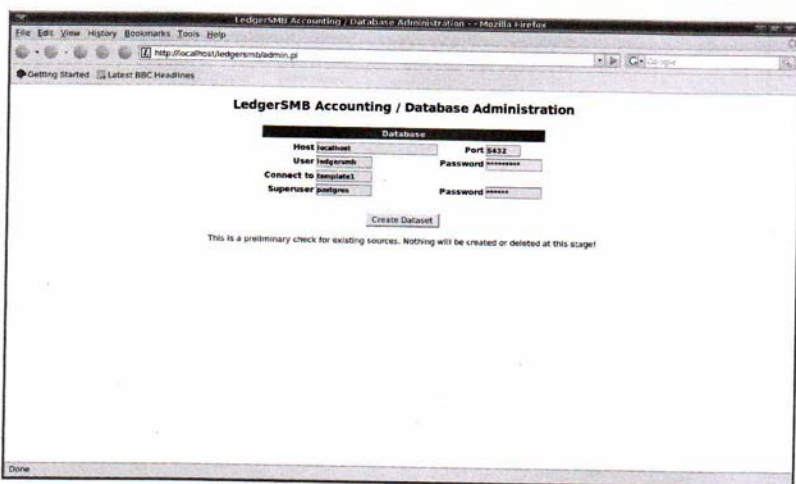 LedgerSMB Accounting / Database Administration - - Mozilla Firefox
File Edit View History Bookmarks Tools Help
http://localhost/ledgersmb/admin.pl
G Google
Getting Started Latest BBC Headlines
LedgerSMB Accounting / Database Administration
Database
Host localhost Port 5432
User ledgersmb Password *********
Connect to template1
Superuser postgres Password ******
Create Dataset
This is a preliminary check for existing sources. Nothing will be created or deleted at this stage!
Done